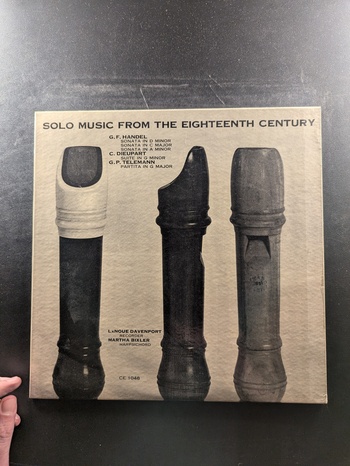 SOLO MUSIC FROM THE EIGHTEENTH CENTURY
G.F. HANDEL
SONATA IN D MINOR
SONATA IN C MAJOR
SONATA IN A MINOR
C. DIEUPART
SUITE IN G MINOR
G.P. TELEMANN
PARTITA IN G MAJOR
LANOUE DAVENPORT
RECORDER
MARTHA BIXLER
HARPSICHORD
CE 1046